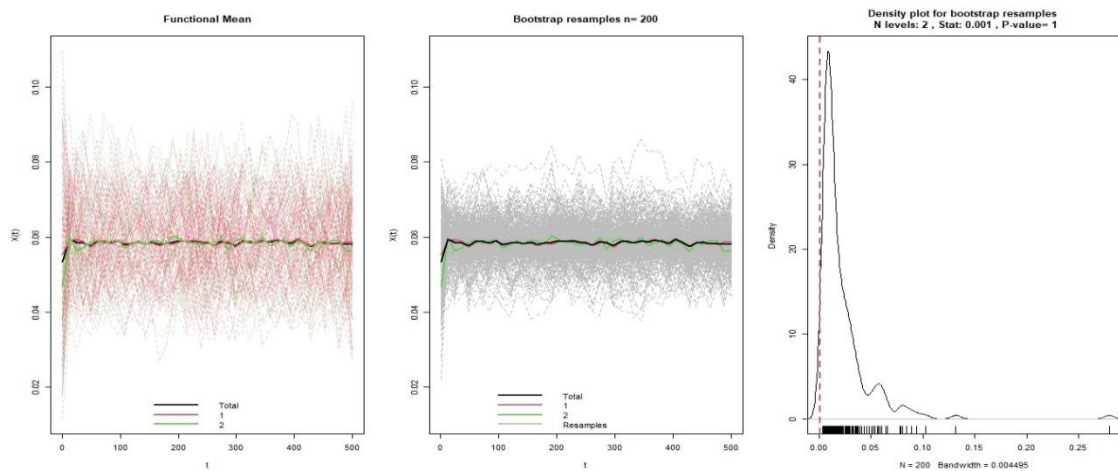 Functional Mean
X(t)
0.10
0.08
0.06
0.04
0.02
Total
1
2
0 100 200 300 400 500
t
Bootstrap resamples n= 200
X(t)
0.10
0.08
0.06
0.04
0.02
Total
1
2
Resamples
0 100 200 300 400 500
t
Density plot for bootstrap resamples
N levels: 2 , Stat: 0.001 , P-value= 1
Density
40
30
20
10
0
0.00 0.05 0.10 0.15 0.20 0.25
N = 200 Bandwidth = 0.004495